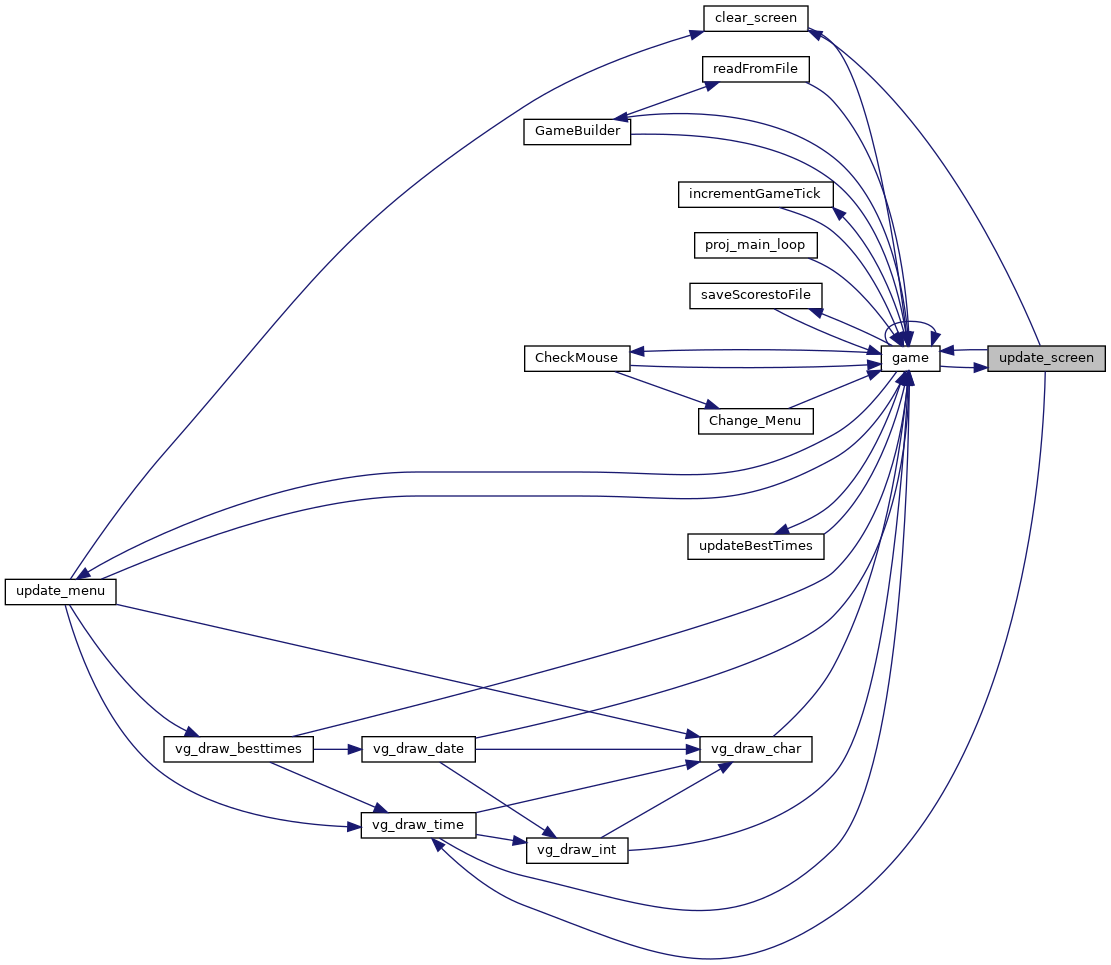 clear_screen
readFromFile
GameBuilder
incrementGameTick
proj_main_loop
saveScorestoFile
CheckMouse
game
update_screen
Change_Menu
updateBestTimes
update_menu
vg_draw_besttimes
vg_draw_date
vg_draw_char
vg_draw_time
vg_draw_int